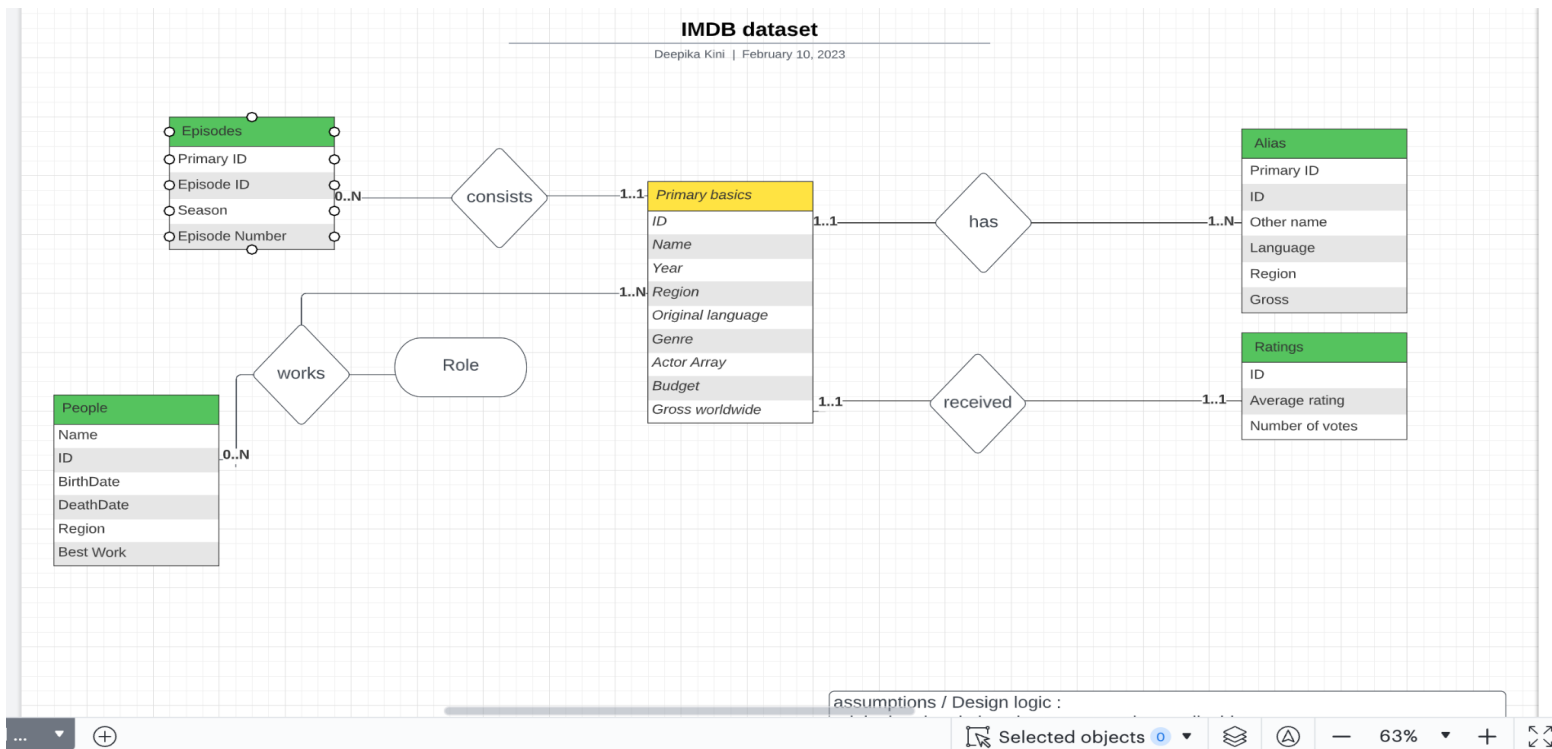 IMDB dataset
Deepika Kini | February 10, 2023
Episodes
Primary ID
Episode ID
Season
Episode Number
0..N
consists
1..1
Primary basics
ID
Name
Year
Region
Original language
Genre
Actor Array
Budget
Gross worldwide
1..1
has
1..N
Alias
Primary ID
ID
Other name
Language
Region
Gross
1..N
works
Role
0..N
People
Name
ID
BirthDate
DeathDate
Region
Best Work
1..1
received
1..1
Ratings
ID
Average rating
Number of votes
assumptions / Design logic :
...
Selected objects 0
63%